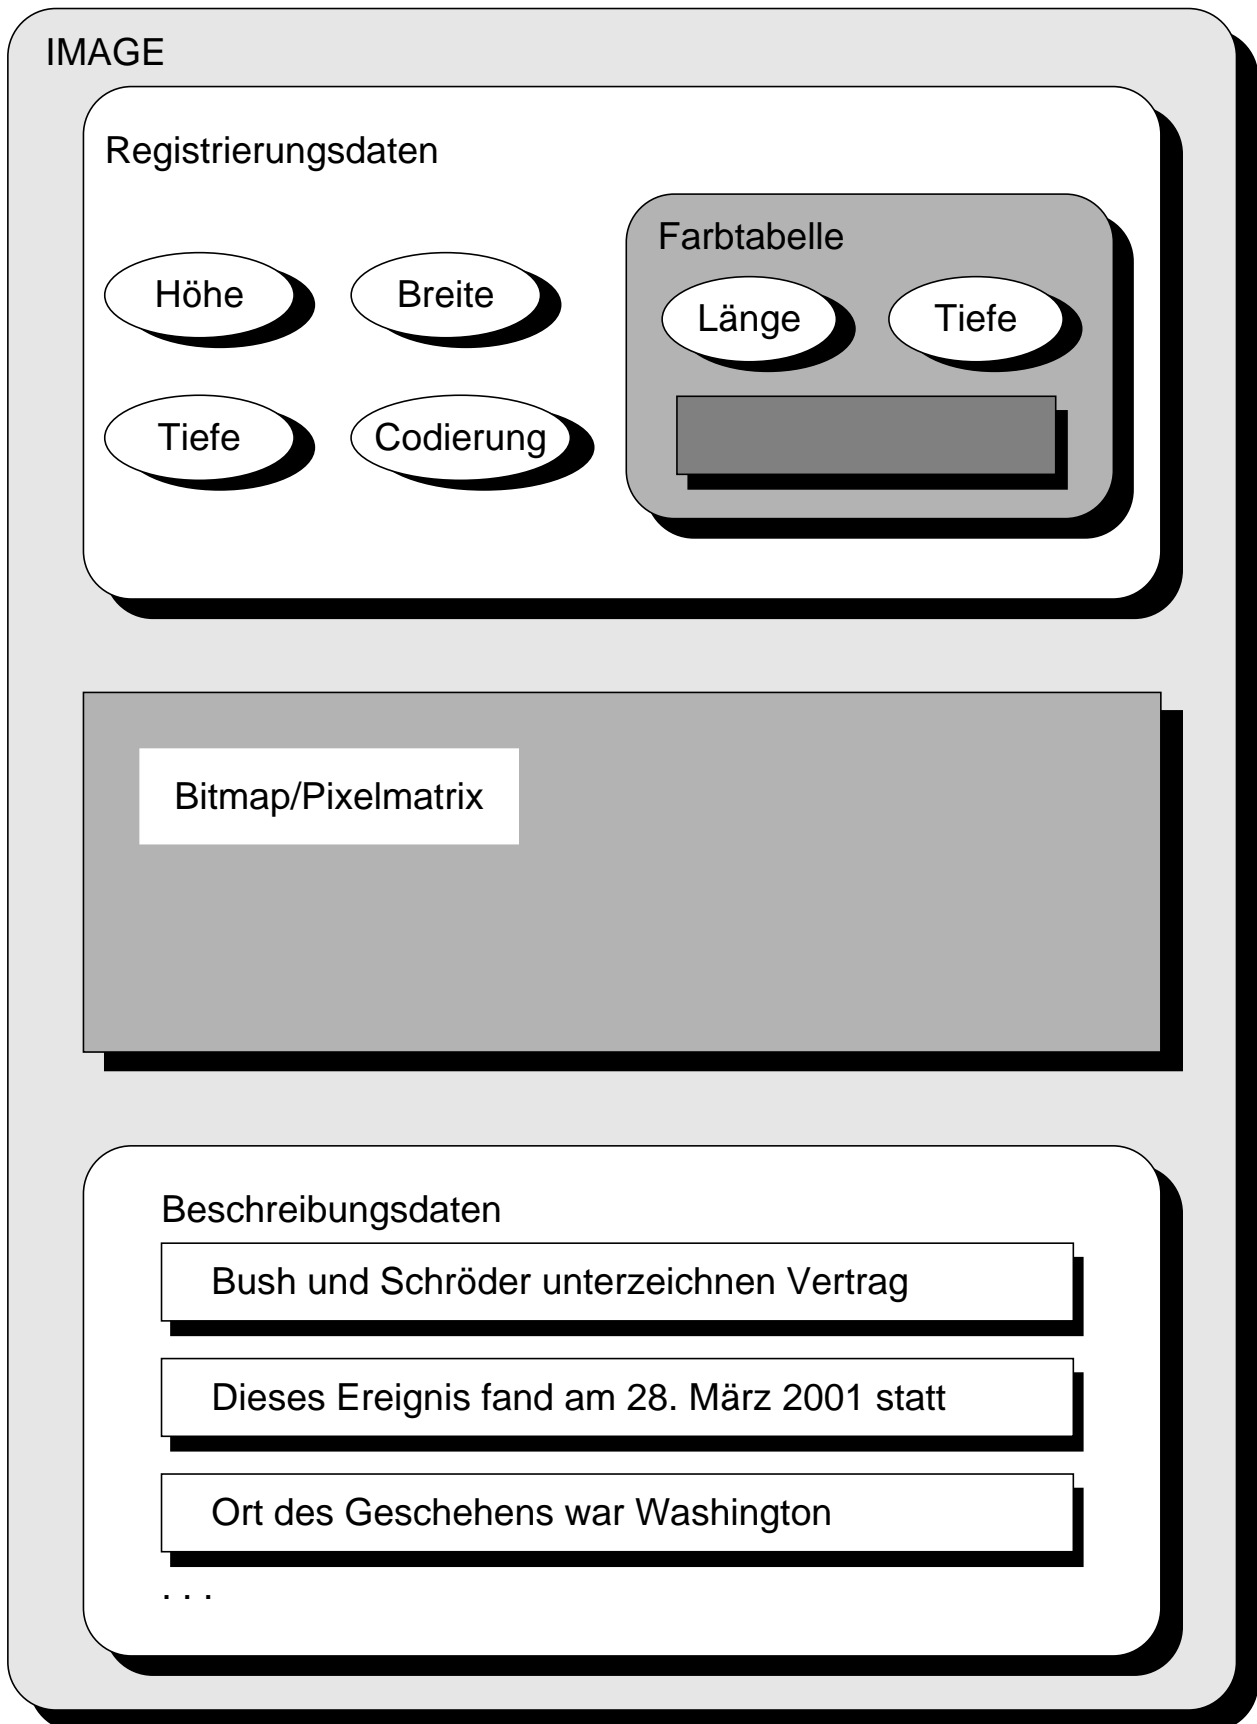 IMAGE
Registrierungsdaten
Farbtabelle
Höhe
Breite
Länge
Tiefe
Tiefe
Codierung
Bitmap/Pixelmatrix
Beschreibungsdaten
Bush und Schröder unterzeichnen Vertrag
Dieses Ereignis fand am 28. März 2001 statt
Ort des Geschehens war Washington
. . .